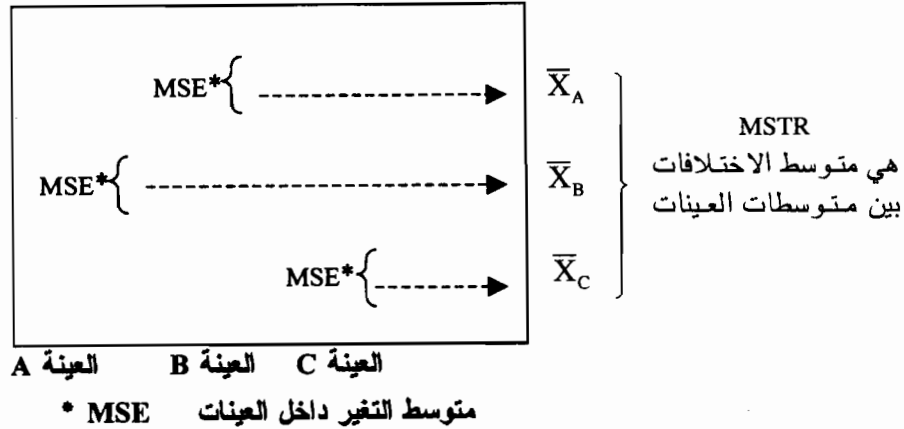 MSE* X̄A
MSTR
هي متوسط الاختلافات
MSE* X̄B
بين متوسطات العينات
MSE* X̄C
العينة A العينة B العينة C
* MSE متوسط التغير داخل العينات